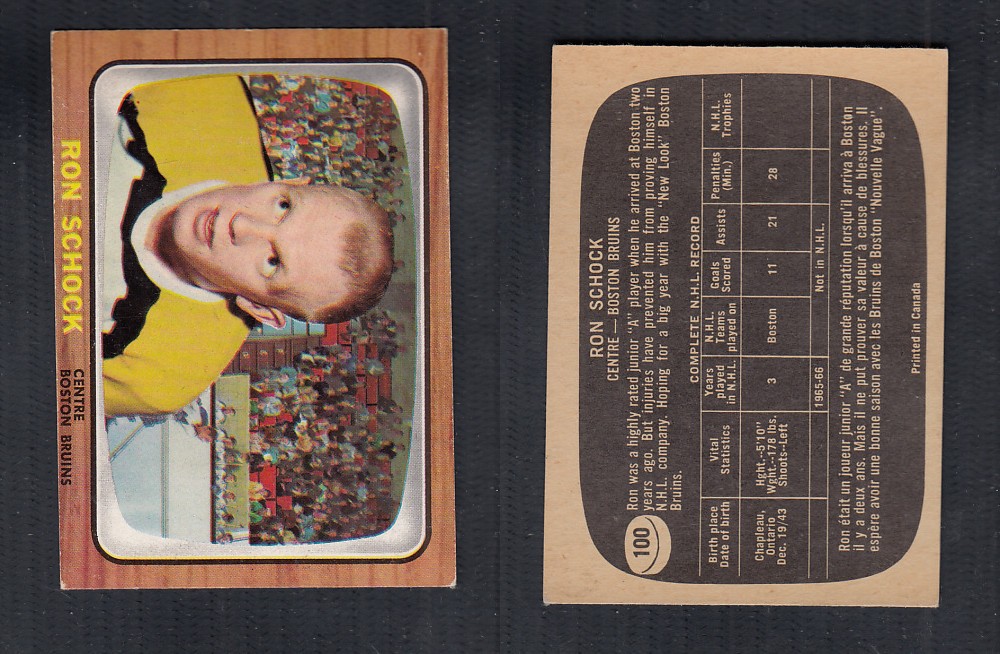 RON SCHOCK
CENTRE
BOSTON BRUINS
100
RON SCHOCK
CENTRE—BOSTON BRUINS
Ron was a highly rated junior "A" player when he arrived at Boston two
years ago. But injuries have prevented him from proving himself in
N.H.L. company. Hoping for a big year with the "New Look" Boston
Bruins.
COMPLETE N.H.L. RECORD
Birth place
Date of birth
Vital
Statistics
Years
played
in N.H.L.
N.H.L.
Teams
played on
Goals
Scored
Assists
Penalties
(Min.)
N.H.L.
Trophies
Chapleau,
Ontario
Dec. 19/43
Hght.--5'10"
Wght.--178 lbs.
Shoots--Left
3
Boston
11
21
28
1965-66
Not in N.H.L.
Ron était un joueur junior "A" de grande réputation lorsqu'il arriva à Boston
il y a deux ans. Mais il ne put prouver sa valeur à cause de blessures. Il
espère avoir une bonne saison avec les Bruins de Boston "Nouvelle Vague".
Printed in Canada